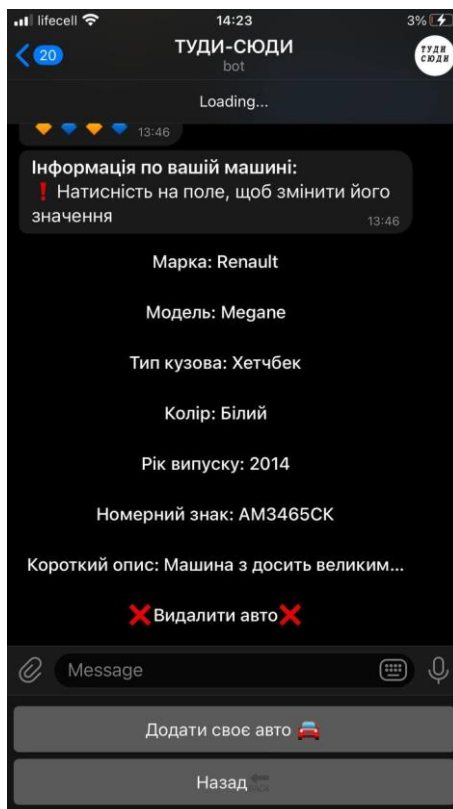 lifecell 14:23 3%
20 ТУДИ-СЮДИ
bot
ТУДИ
СЮДИ
Loading...
13:46
Інформація по вашій машині:
Натисність на поле, щоб змінити його
значення
13:46
Марка: Renault
Модель: Megane
Тип кузова: Хетчбек
Колір: Білий
Рік випуску: 2014
Номерний знак: АМ3465СК
Короткий опис: Машина з досить великим...
❌Видалити авто❌
Message
Додати своє авто 🚘
Назад